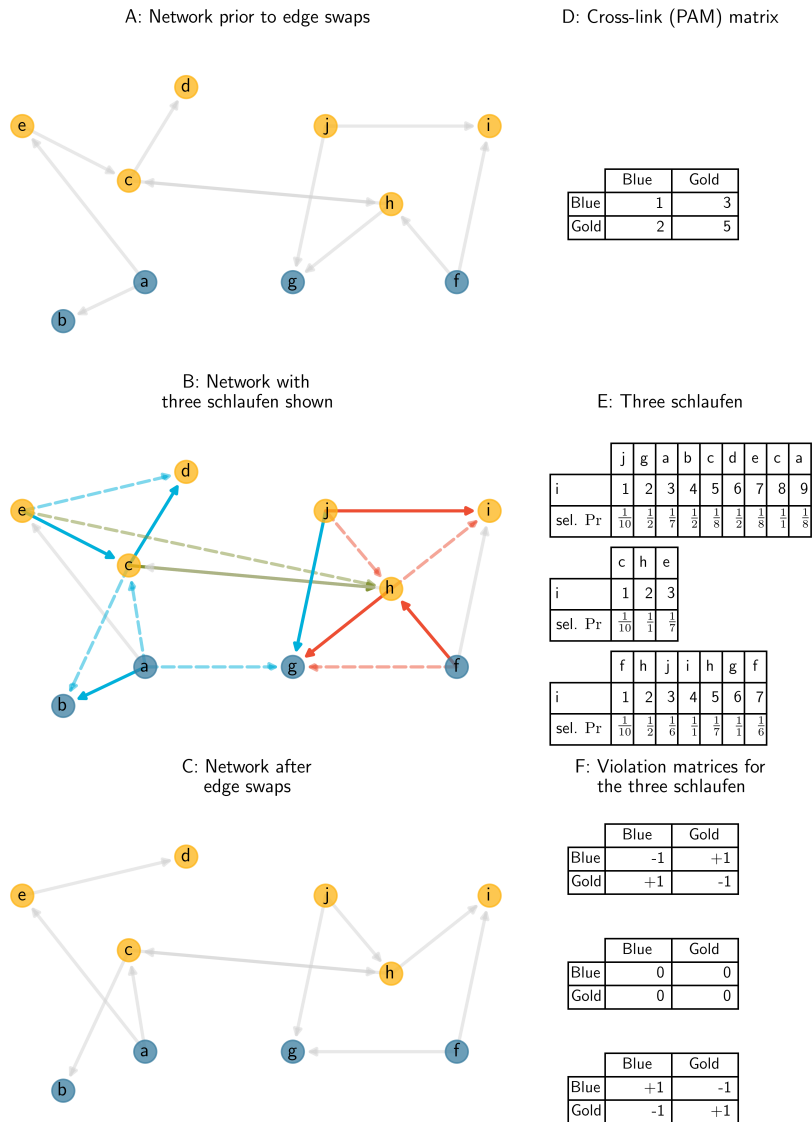 A: Network prior to edge swaps
d
e
j
i
c
h
a
g
f
b
D: Cross-link (PAM) matrix
Blue Gold
Blue 1 3
Gold 2 5
B: Network with
three schlaufen shown
d
e
j
i
c
h
a
g
f
b
E: Three schlaufen
j g a b c d e c a
i 1 2 3 4 5 6 7 8 9
sel. Pr 1/10 1/2 1/7 1/2 1/8 1/2 1/8 1/1 1/8
c h e
i 1 2 3
sel. Pr 1/10 1/1 1/7
f h j i h g f
i 1 2 3 4 5 6 7
sel. Pr 1/10 1/2 1/6 1/1 1/7 1/1 1/6
C: Network after
edge swaps
d
e
j
i
c
h
a
g
f
b
F: Violation matrices for
the three schlaufen
Blue Gold
Blue -1 +1
Gold +1 -1
Blue Gold
Blue 0 0
Gold 0 0
Blue Gold
Blue +1 -1
Gold -1 +1